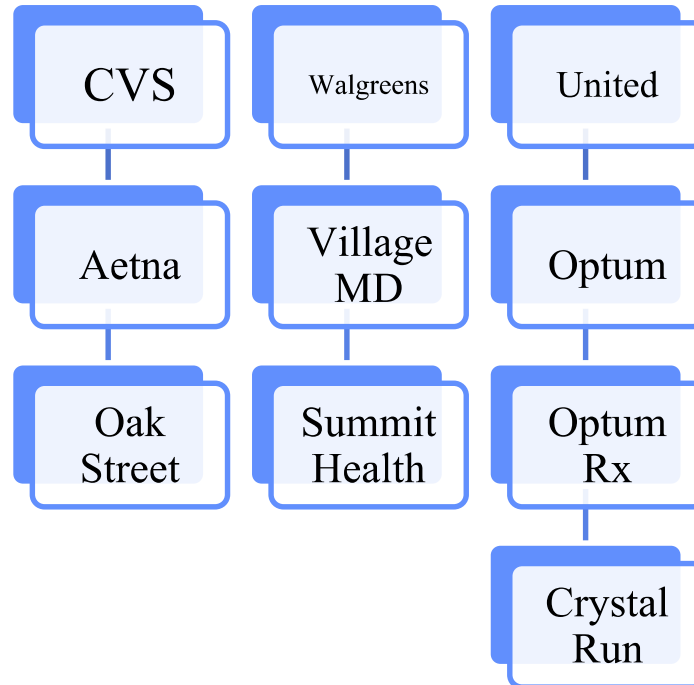 CVS
Walgreens
United
Aetna
Village
MD
Optum
Oak
Street
Summit
Health
Optum
Rx
Crystal
Run